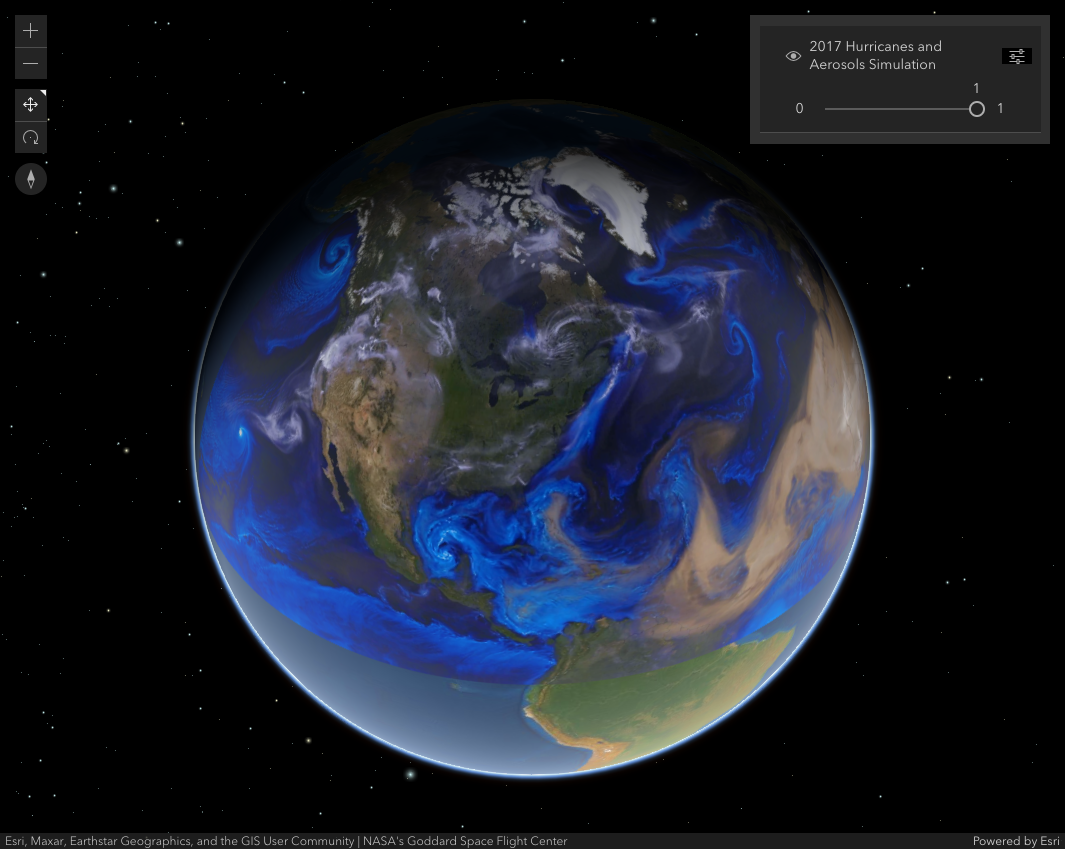 2017 Hurricanes and
Aerosols Simulation
1
0 1
Esri, Maxar, Earthstar Geographics, and the GIS User Community | NASA's Goddard Space Flight Center
Powered by Esri